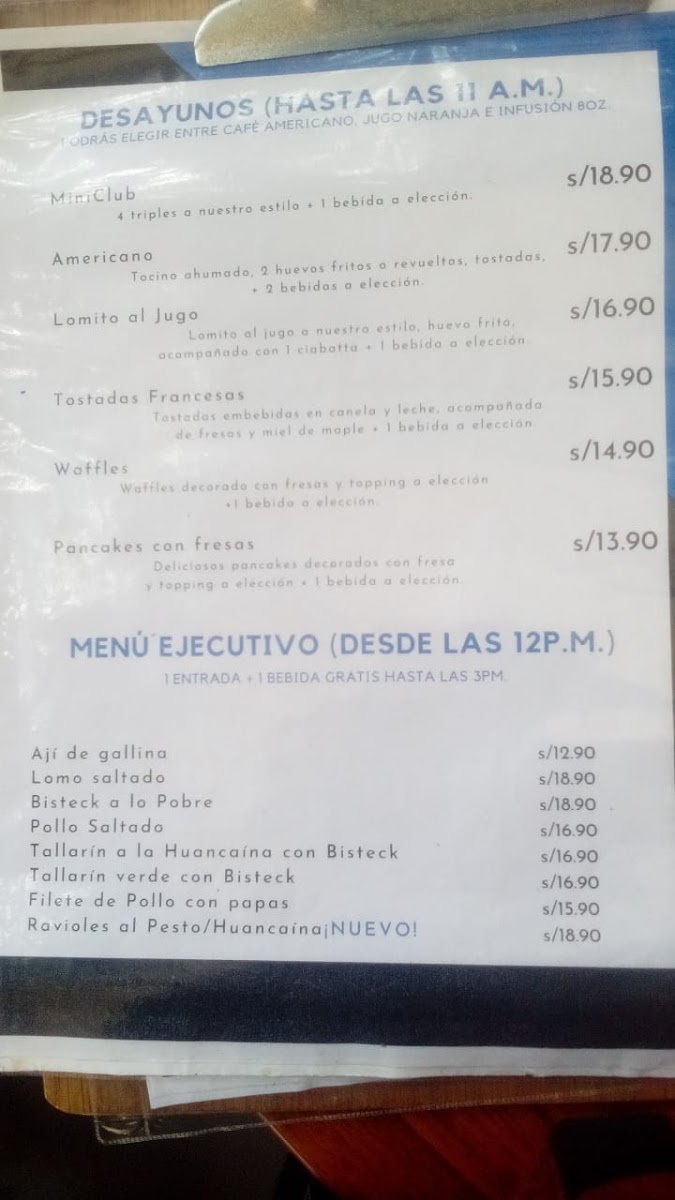 DESAYUNOS (HASTA LAS 11 A.M.)
PODRÁS ELEGIR ENTRE CAFÉ AMERICANO, JUGO NARANJA E INFUSIÓN 8OZ.
MiniClub s/18.90
4 triples a nuestro estilo + 1 bebida a elección.
Americano s/17.90
Tocino ahumado, 2 huevos fritos o revueltos, tostadas,
+ 2 bebidas a elección.
Lomito al Jugo s/16.90
Lomito al jugo a nuestro estilo, huevo frito,
acompañado con 1 ciabatta + 1 bebida a elección.
Tostadas Francesas s/15.90
Tostadas embebidas en canela y leche, acompañada
de fresas y miel de maple + 1 bebida a elección.
Waffles s/14.90
Waffles decorado con fresas y topping a elección
+1 bebida a elección.
Pancakes con fresas s/13.90
Deliciosos pancakes decorados con fresa
y topping a elección + 1 bebida a elección.
MENÚ EJECUTIVO (DESDE LAS 12P.M.)
1 ENTRADA + 1 BEBIDA GRATIS HASTA LAS 3PM.
Ají de gallina s/12.90
Lomo saltado s/18.90
Bisteck a lo Pobre s/18.90
Pollo Saltado s/16.90
Tallarín a la Huancaína con Bisteck s/16.90
Tallarín verde con Bisteck s/16.90
Filete de Pollo con papas s/15.90
Ravioles al Pesto/Huancaína¡NUEVO! s/18.90